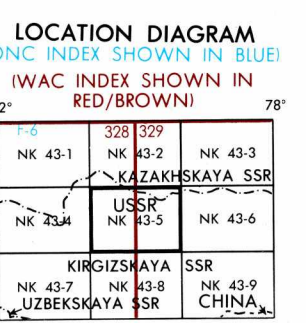 LOCATION DIAGRAM
ONC INDEX SHOWN IN BLUE)
(WAC INDEX SHOWN IN
RED/BROWN)
2° 78°
F-6 328 329
NK 43-1 NK 43-2 NK 43-3
KAZAKHSKAYA SSR
USSR
NK 43-4 NK 43-5 NK 43-6
KIRGIZSKAYA SSR
NK 43-7 NK 43-8 NK 43-9
UZBEKSKAYA SSR CHINA